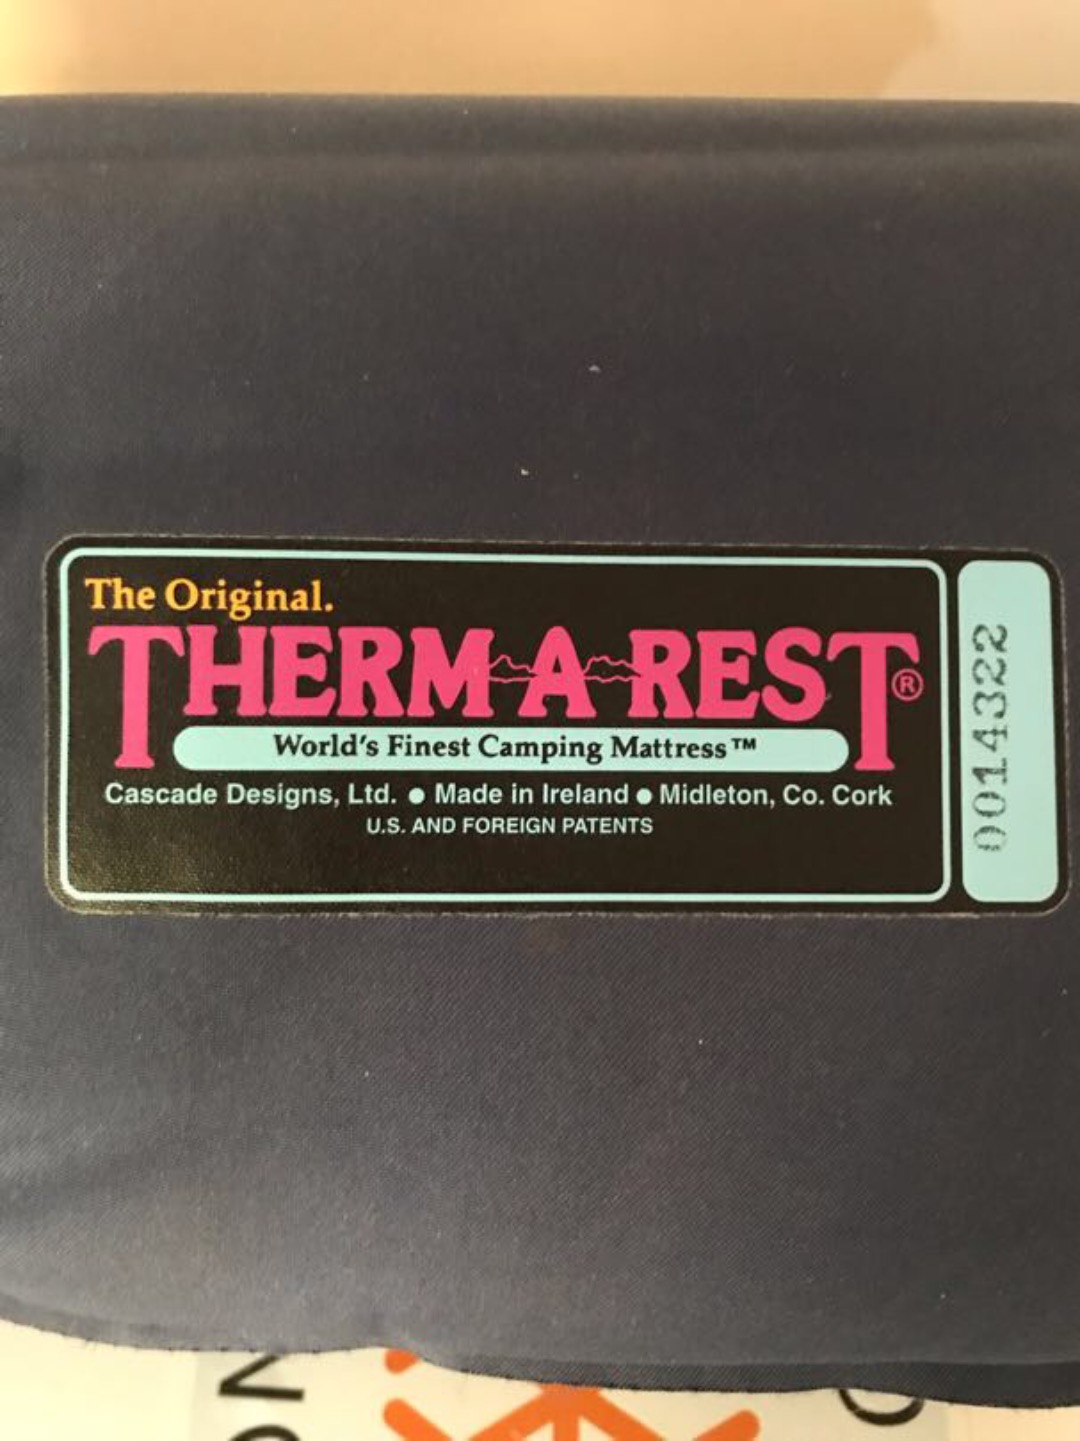 The Original.
THERM-A-REST®
World's Finest Camping Mattress™
Cascade Designs, Ltd. ● Made in Ireland ● Midleton, Co. Cork
U.S. AND FOREIGN PATENTS
0014322